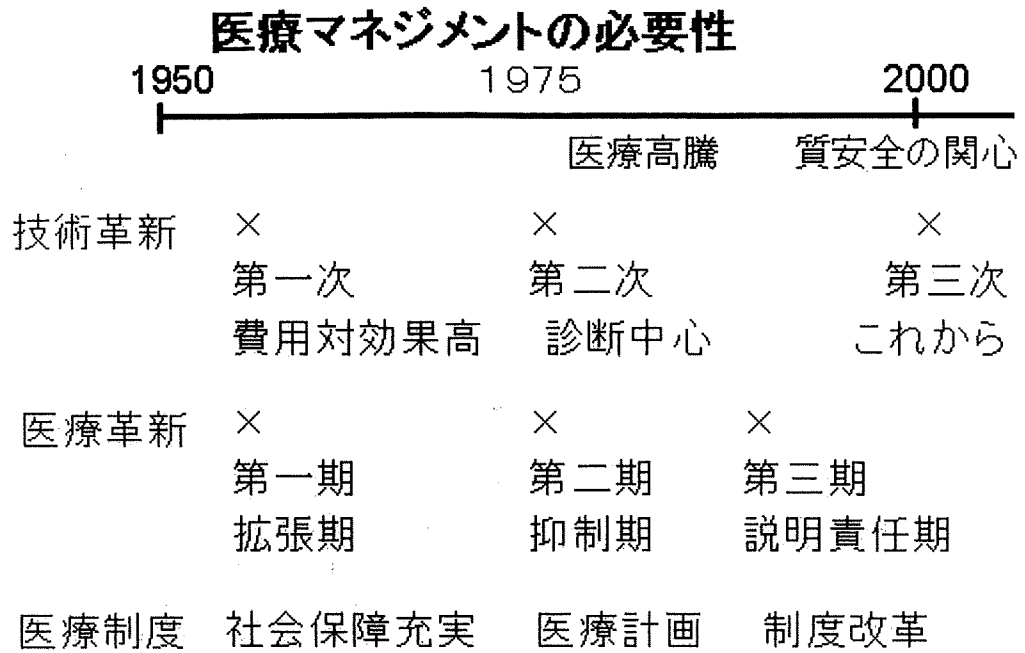 医療マネジメントの必要性
1950 1975 2000
医療高騰 質安全の関心
技術革新 × × ×
第一次 第二次 第三次
費用対効果高 診断中心 これから
医療革新 × × ×
第一期 第二期 第三期
拡張期 抑制期 説明責任期
医療制度 社会保障充実 医療計画 制度改革